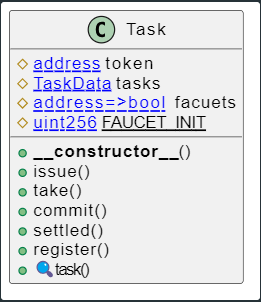 C Task
address token
TaskData tasks
address=>bool facuets
uint256 FAUCET_INIT
__constructor__()
issue()
take()
commit()
settled()
register()
🔍task()